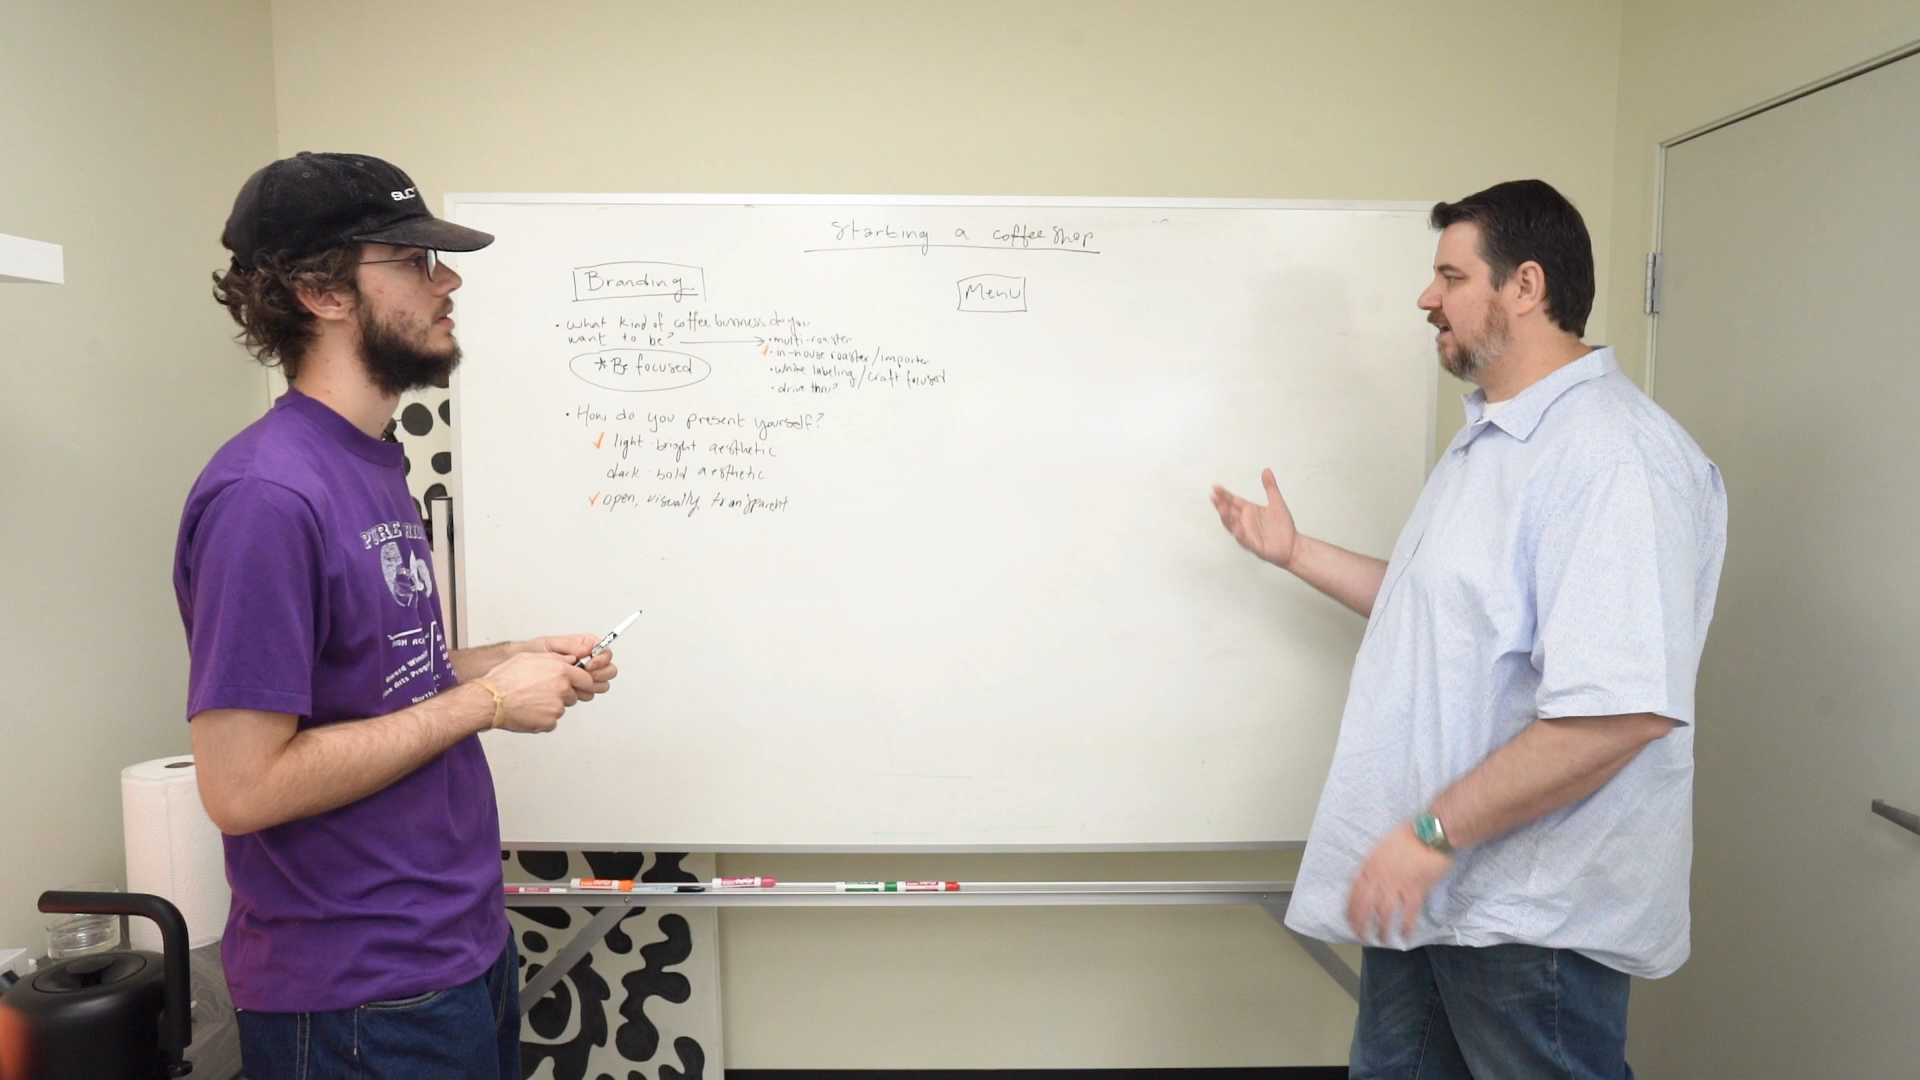 Starting a coffee shop
Branding
• What kind of coffee business do you
want to be?
* Be focused
• multi-roaster
✓• in-house roaster/importer
• white labeling/craft focused
• drive thru?
• How do you present yourself?
✓ light · bright aesthetic
dark · bold aesthetic
✓ open, visually transparent
Menu
PURE